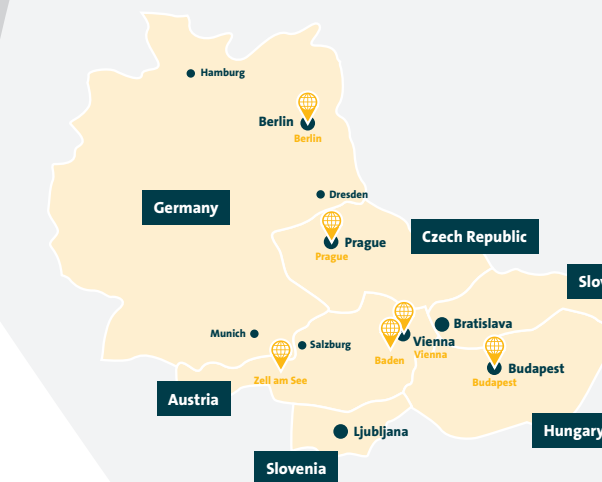 Hamburg
Berlin
Berlin
Dresden
Germany
Czech Republic
Prague
Prague
Slo
Bratislava
Munich
Salzburg
Vienna
Baden
Vienna
Budapest
Zell am See
Budapest
Austria
Ljubljana
Hungary
Slovenia